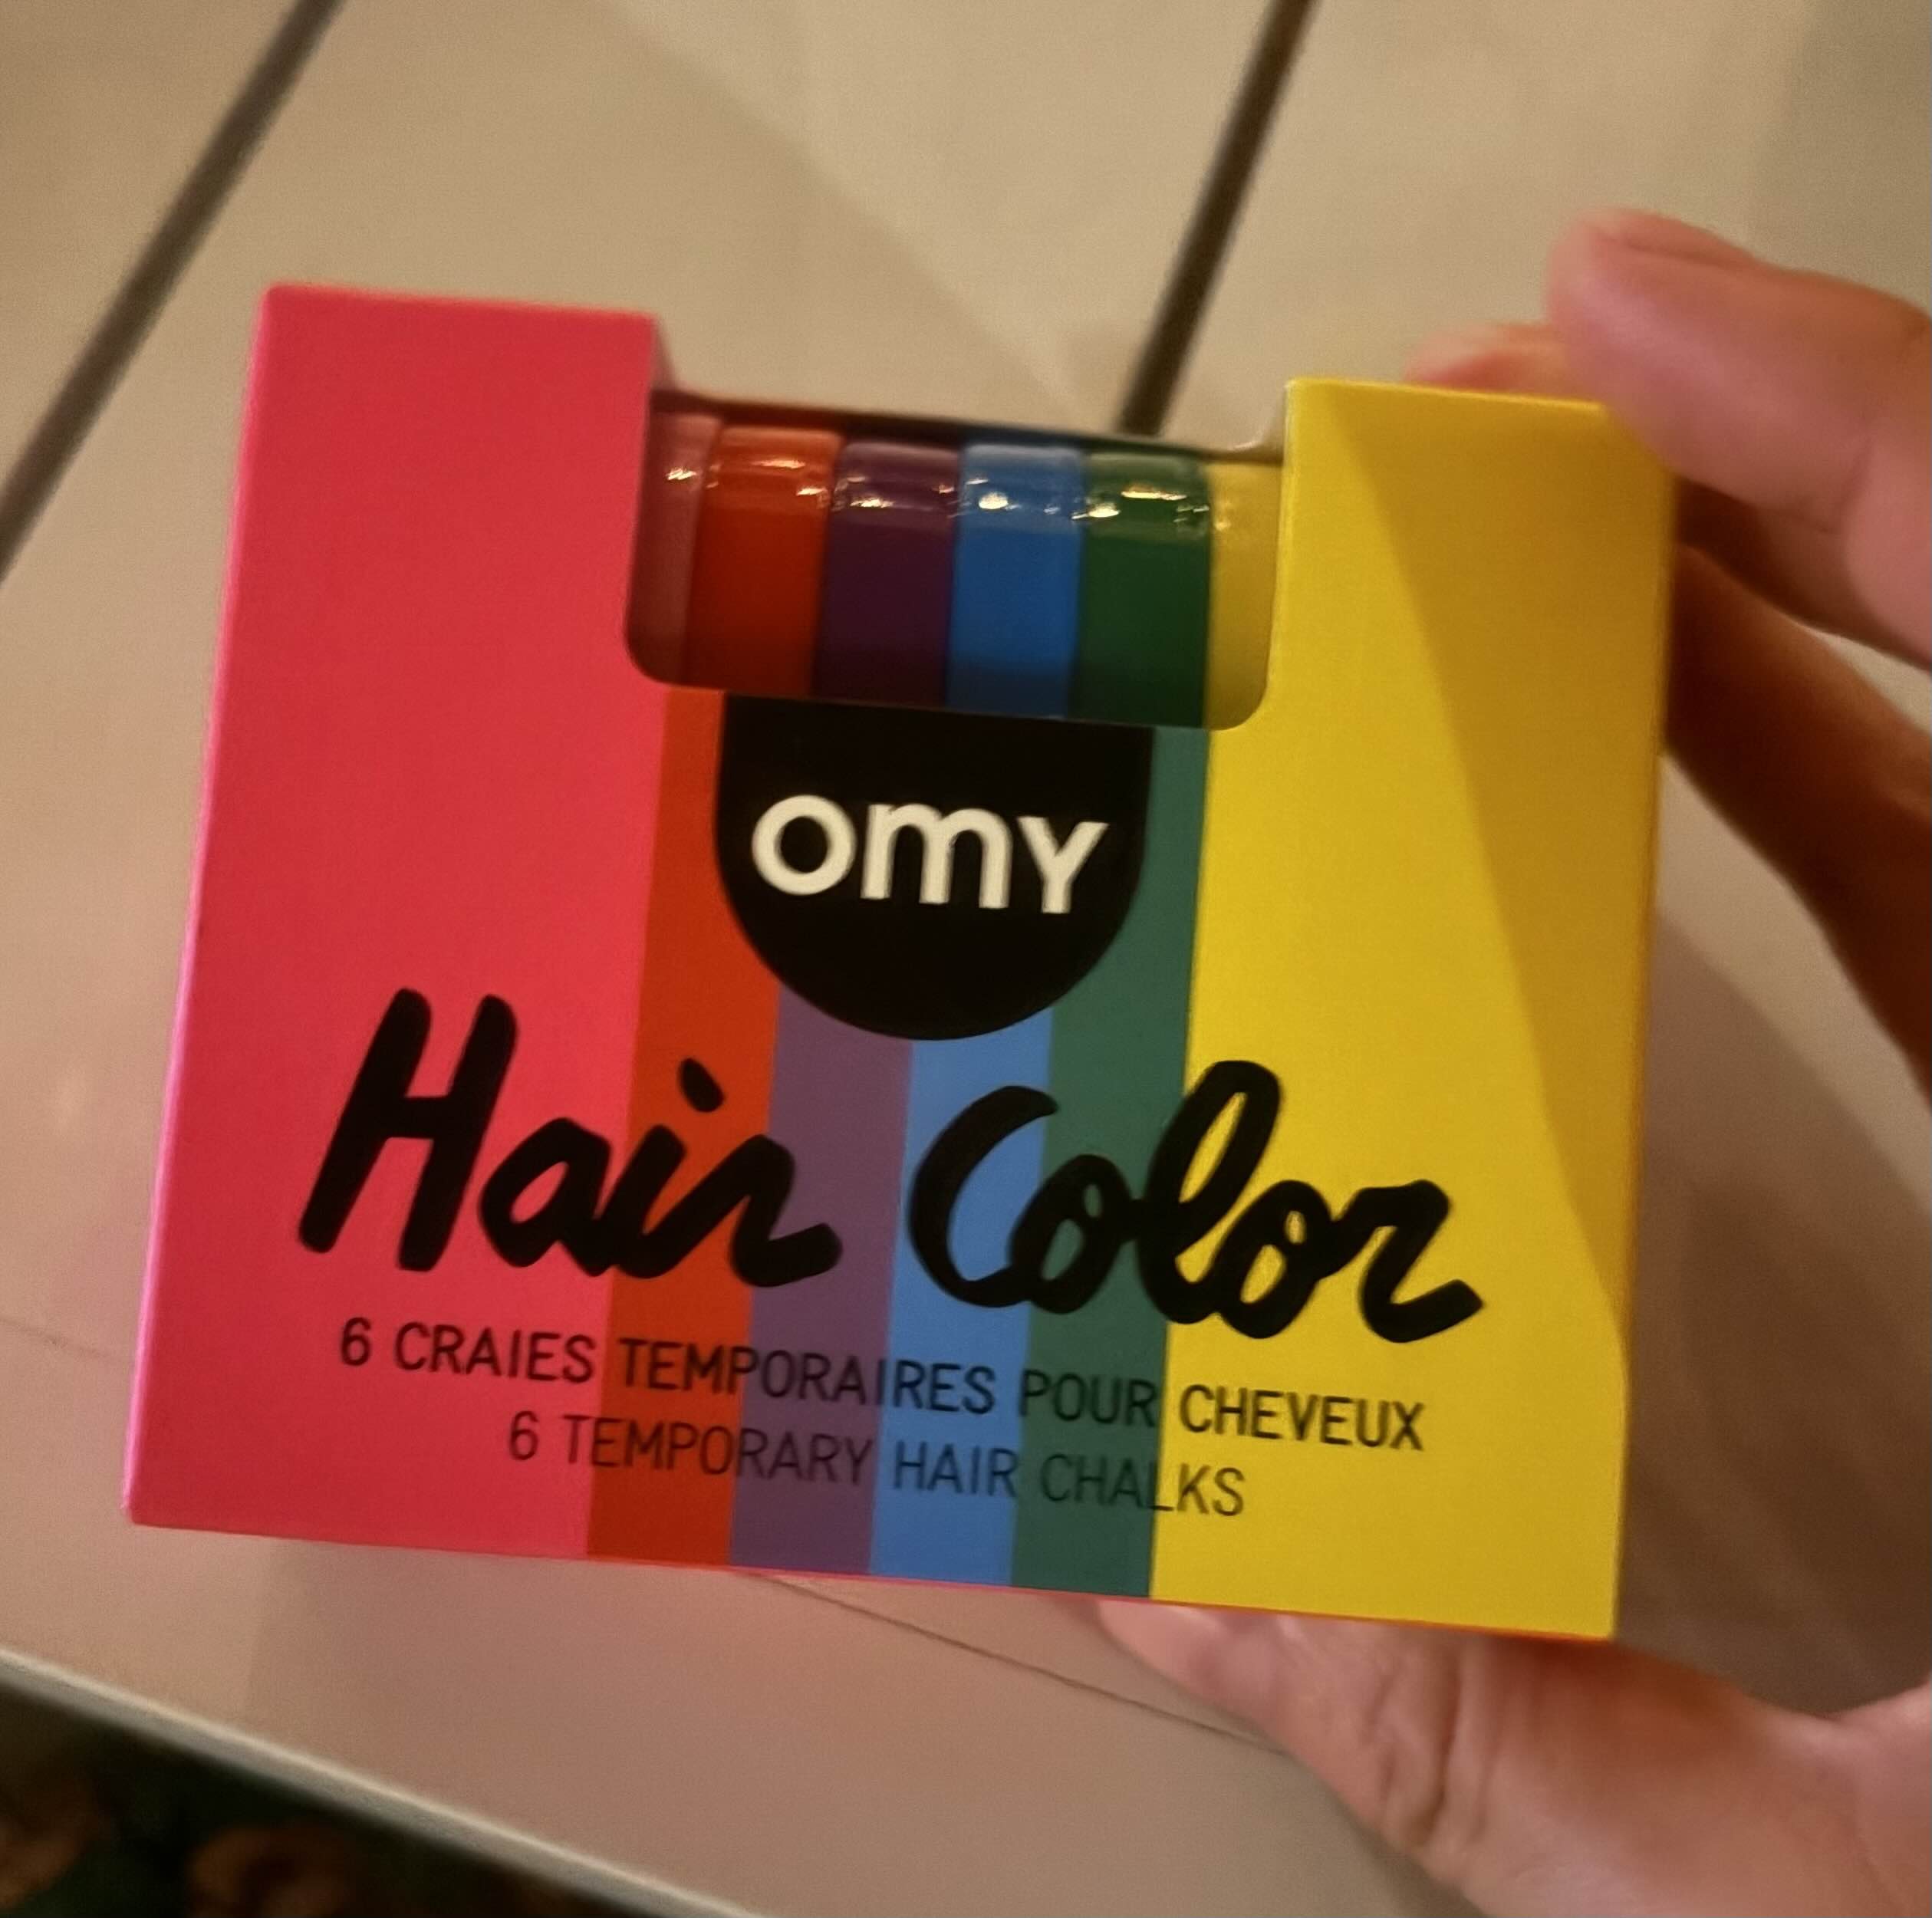 omy
Hair Color
6 CRAIES TEMPORAIRES POUR CHEVEUX
6 TEMPORARY HAIR CHALKS